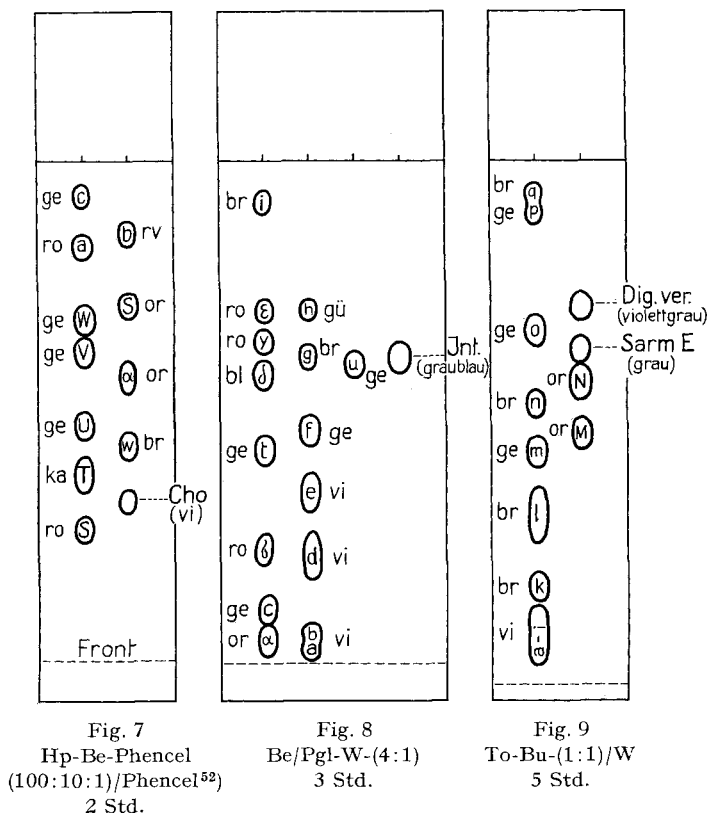 ge c
b rv
ro a
S or
ge W
ge V
α or
ge U
w br
ka T
Cho
(vi)
ro S
Front
Fig. 7
Hp-Be-Phencel
(100:10:1)/Phencel⁵²)
2 Std.
br i
ro ε h gü
ro γ
g br
bl δ
u ge
Jnt.
(graublau)
f ge
ge t
e vi
ro β
d vi
ge c
or α
b
a vi
Fig. 8
Be/Pgl-W-(4:1)
3 Std.
br q
ge p
Dig. ver.
(violettgrau)
ge o
Sarm E
(grau)
or N
br n
or M
ge m
br l
br k
vi a-i
Fig. 9
To-Bu-(1:1)/W
5 Std.